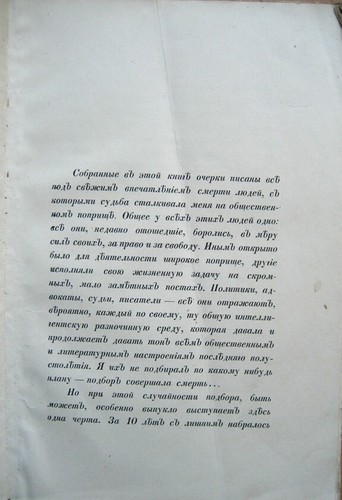 Собранные въ этой книгѣ очерки писаны всѣ
подъ свѣжимъ впечатлѣніемъ смерти людей, съ
которыми судьба сталкивала меня на обществен-
номъ поприщѣ. Общее у всѣхъ этихъ людей одно:
всѣ они, недавно отошедшіе, боролись, въ мѣру
силъ своихъ, за право и за свободу. Инымъ открыто
было для дѣятельности широкое поприще, другіе
исполняли свою жизненную задачу на скром-
ныхъ, мало замѣтныхъ постахъ. Политики, ад-
вокаты, судьи, писатели — всѣ они отражаютъ,
вѣроятно, каждый по своему, ту общую интелли-
гентскую разночинную среду, которая давала и
продолжаетъ давать тонъ всѣмъ общественнымъ
и литературнымъ настроеніямъ послѣдняго полу-
столѣтія. Я ихъ не подбиралъ по какому нибудь
плану — подборъ совершала смерть...
Но при этой случайности подбора, быть
можетъ, особенно выпукло выступаетъ здѣсь
одна черта. За 10 лѣтъ съ лишнимъ набралось